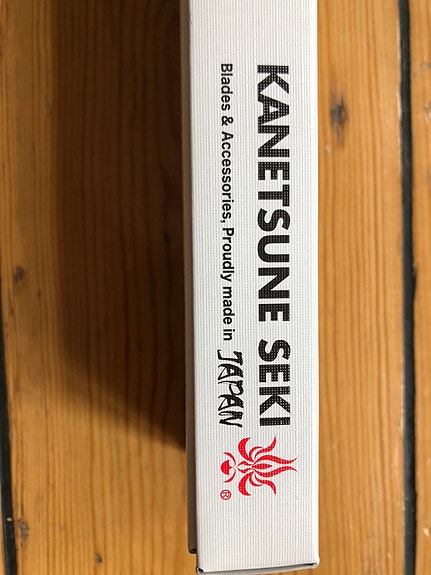 KANETSUNE SEKI
Blades & Accessories, Proudly made in JAPAN
®